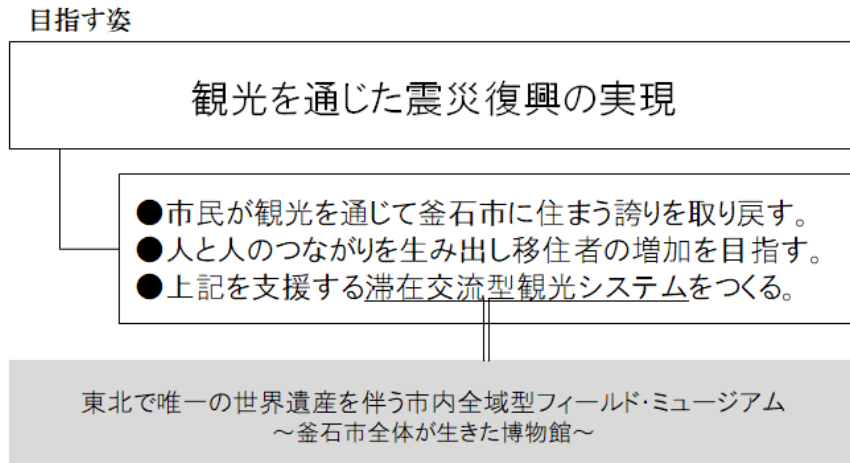 目指す姿
観光を通じた震災復興の実現
●市民が観光を通じて釜石市に住まう誇りを取り戻す。
●人と人のつながりを生み出し移住者の増加を目指す。
●上記を支援する滞在交流型観光システムをつくる。
東北で唯一の世界遺産を伴う市内全域型フィールド・ミュージアム
～釜石市全体が生きた博物館～